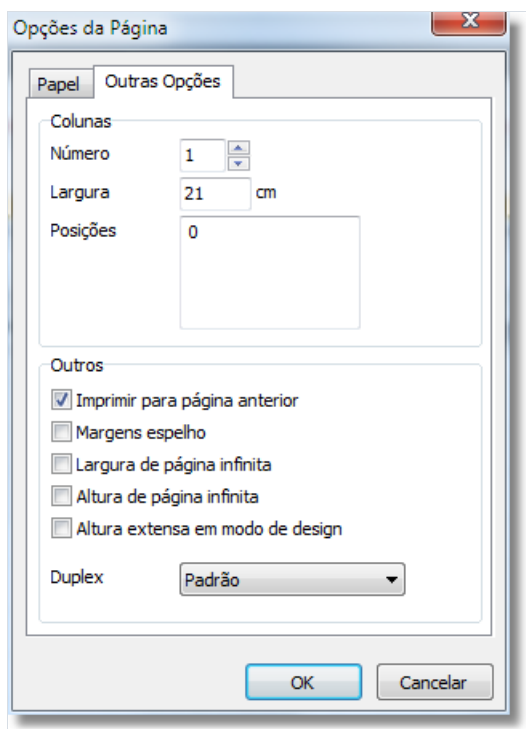 Opções da Página
Papel
Outras Opções
Colunas
Número 1
Largura 21 cm
Posições 0
Outros
Imprimir para página anterior
Margens espelho
Largura de página infinita
Altura de página infinita
Altura extensa em modo de design
Duplex Padrão
OK Cancelar